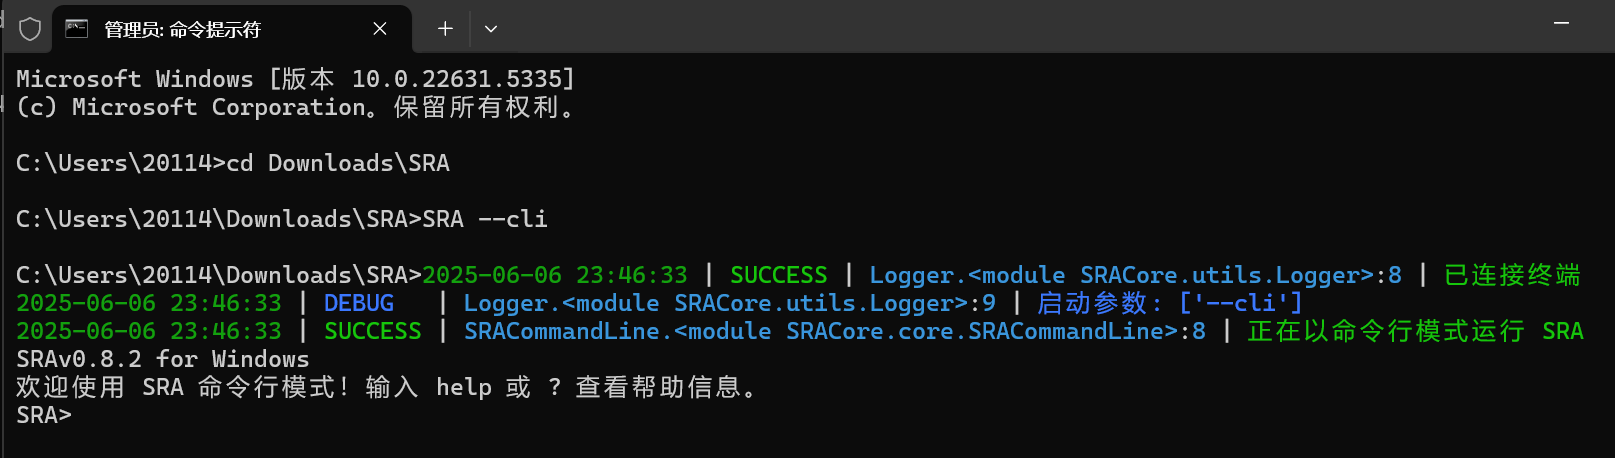 管理员: 命令提示符
Microsoft Windows [版本 10.0.22631.5335]
(c) Microsoft Corporation。保留所有权利。
C:\Users\20114>cd Downloads\SRA
C:\Users\20114\Downloads\SRA>SRA --cli
C:\Users\20114\Downloads\SRA>2025-06-06 23:46:33 | SUCCESS | Logger.<module SRACore.utils.Logger>:8 | 已连接终端
2025-06-06 23:46:33 | DEBUG   | Logger.<module SRACore.utils.Logger>:9 | 启动参数: ['--cli']
2025-06-06 23:46:33 | SUCCESS | SRACommandLine.<module SRACore.core.SRACommandLine>:8 | 正在以命令行模式运行 SRA
SRAv0.8.2 for Windows
欢迎使用 SRA 命令行模式! 输入 help 或 ? 查看帮助信息。
SRA>